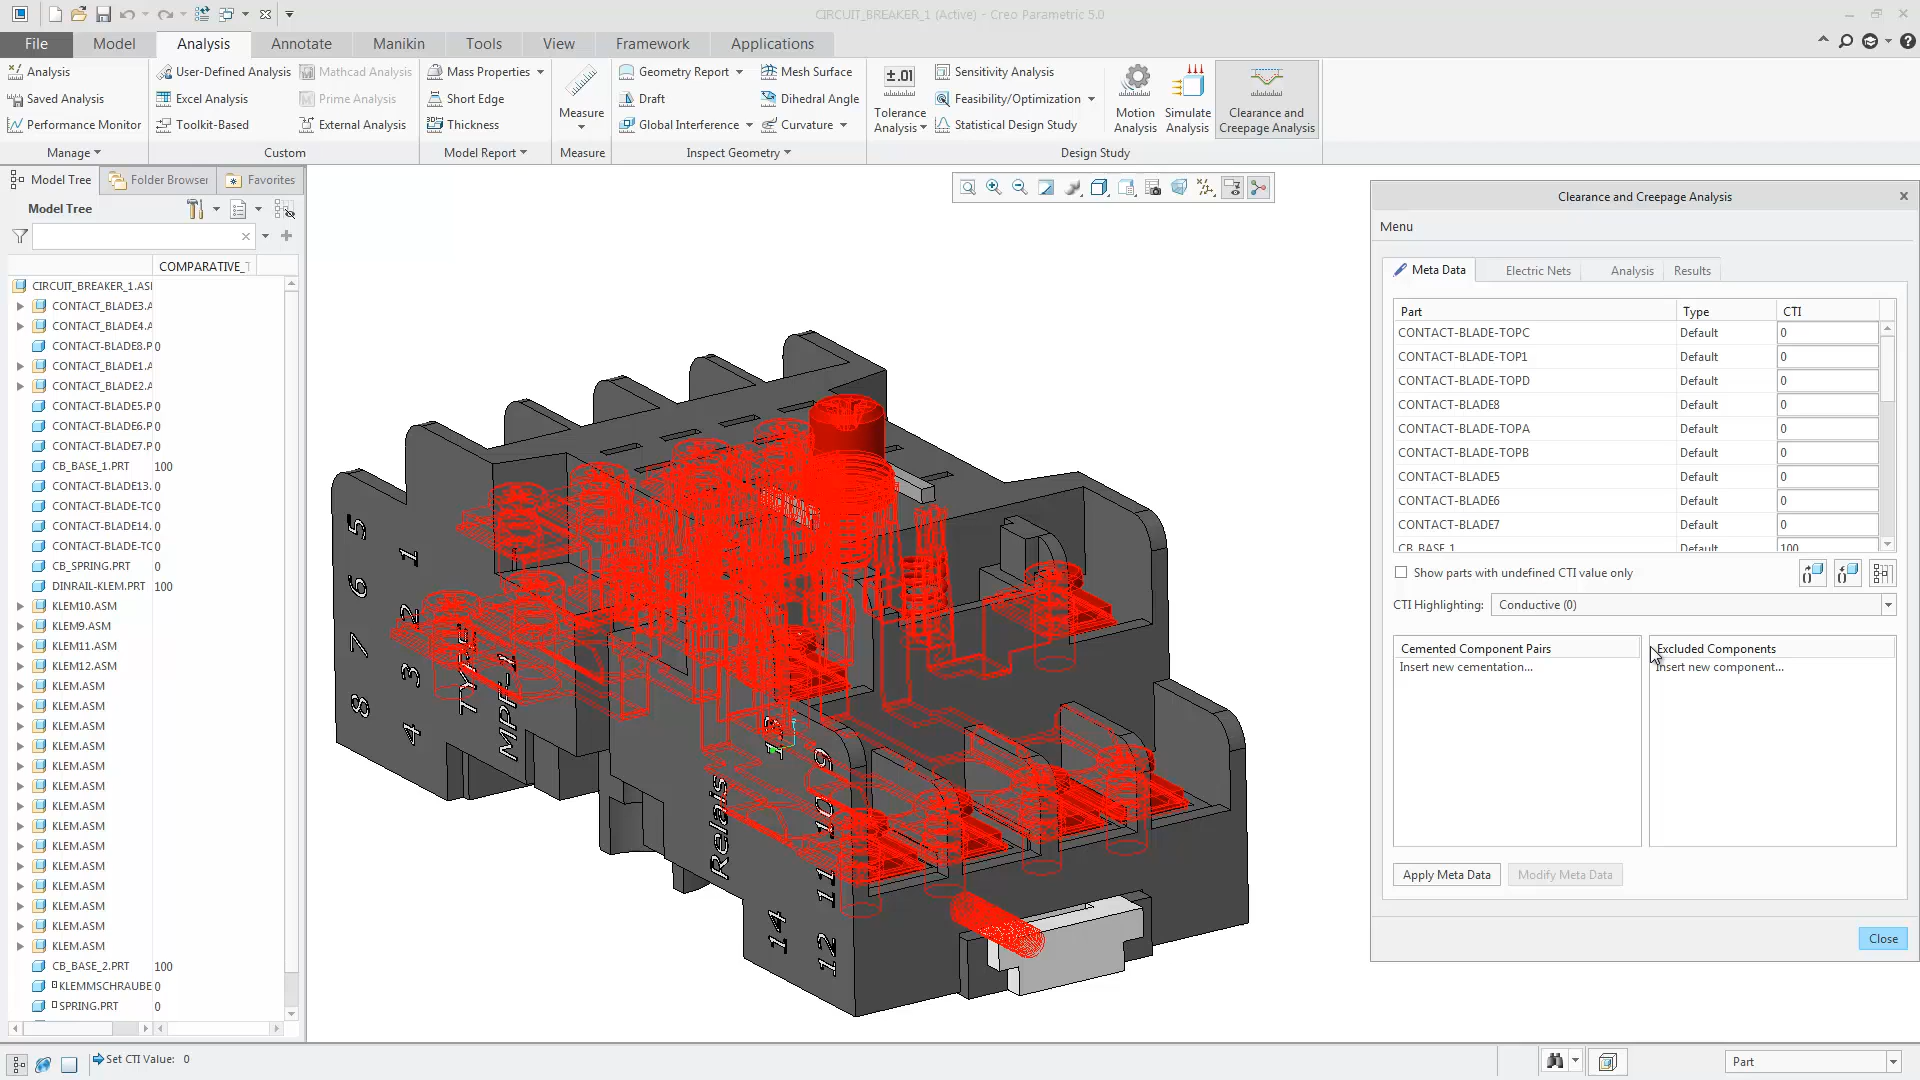 CIRCUIT_BREAKER_1 (Active) - Creo Parametric 5.0
File Model Analysis Annotate Manikin Tools View Framework Applications
Analysis
Saved Analysis
Performance Monitor
Manage
User-Defined Analysis
Excel Analysis
Toolkit-Based
Mathcad Analysis
Prime Analysis
External Analysis
Custom
Mass Properties
Short Edge
Thickness
Model Report
Measure
Measure
Geometry Report
Draft
Global Interference
Mesh Surface
Dihedral Angle
Curvature
Inspect Geometry
±.01
Tolerance
Analysis
Sensitivity Analysis
Feasibility/Optimization
Statistical Design Study
Motion
Analysis
Simulate
Analysis
Clearance and
Creepage Analysis
Design Study
Model Tree Folder Browser Favorites
Model Tree
COMPARATIVE_T
CIRCUIT_BREAKER_1.ASI
CONTACT_BLADE3.A
CONTACT_BLADE4.A
CONTACT-BLADE8.P 0
CONTACT_BLADE1.A
CONTACT_BLADE2.A
CONTACT-BLADE5.P 0
CONTACT-BLADE6.P 0
CONTACT-BLADE7.P 0
CB_BASE_1.PRT 100
CONTACT-BLADE13. 0
CONTACT-BLADE-TC 0
CONTACT-BLADE14. 0
CONTACT-BLADE-TC 0
CB_SPRING.PRT 0
DINRAIL-KLEM.PRT 100
KLEM10.ASM
KLEM9.ASM
KLEM11.ASM
KLEM12.ASM
KLEM.ASM
KLEM.ASM
KLEM.ASM
KLEM.ASM
KLEM.ASM
KLEM.ASM
KLEM.ASM
KLEM.ASM
KLEM.ASM
KLEM.ASM
KLEM.ASM
KLEM.ASM
KLEM.ASM
KLEM.ASM
CB_BASE_2.PRT 100
KLEMMSCHRAUBE 0
SPRING.PRT 0
5 1
6 2
7 3
8 4
TYPE
MPFL-1
Relais
13
9
10
11
12
14
Clearance and Creepage Analysis
Menu
Meta Data Electric Nets Analysis Results
Part Type CTI
CONTACT-BLADE-TOPC Default 0
CONTACT-BLADE-TOP1 Default 0
CONTACT-BLADE-TOPD Default 0
CONTACT-BLADE8 Default 0
CONTACT-BLADE-TOPA Default 0
CONTACT-BLADE-TOPB Default 0
CONTACT-BLADE5 Default 0
CONTACT-BLADE6 Default 0
CONTACT-BLADE7 Default 0
CB_BASE_1 Default 100
Show parts with undefined CTI value only
CTI Highlighting: Conductive (0)
Cemented Component Pairs
Insert new cementation...
Excluded Components
Insert new component...
Apply Meta Data Modify Meta Data
Close
Set CTI Value: 0
Part